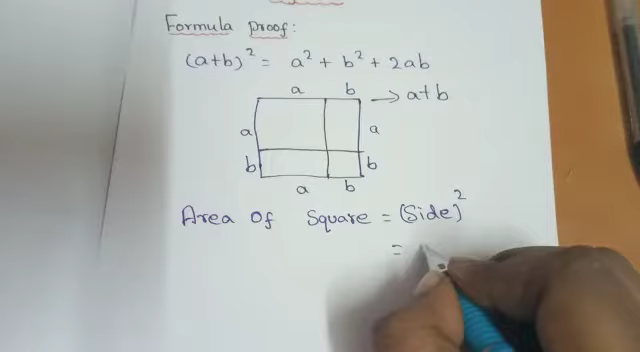 Formula Proof:
(a+b)² = a² + b² + 2ab
a b → a+b
a a
b b
a b
Area Of Square = (Side)²
=